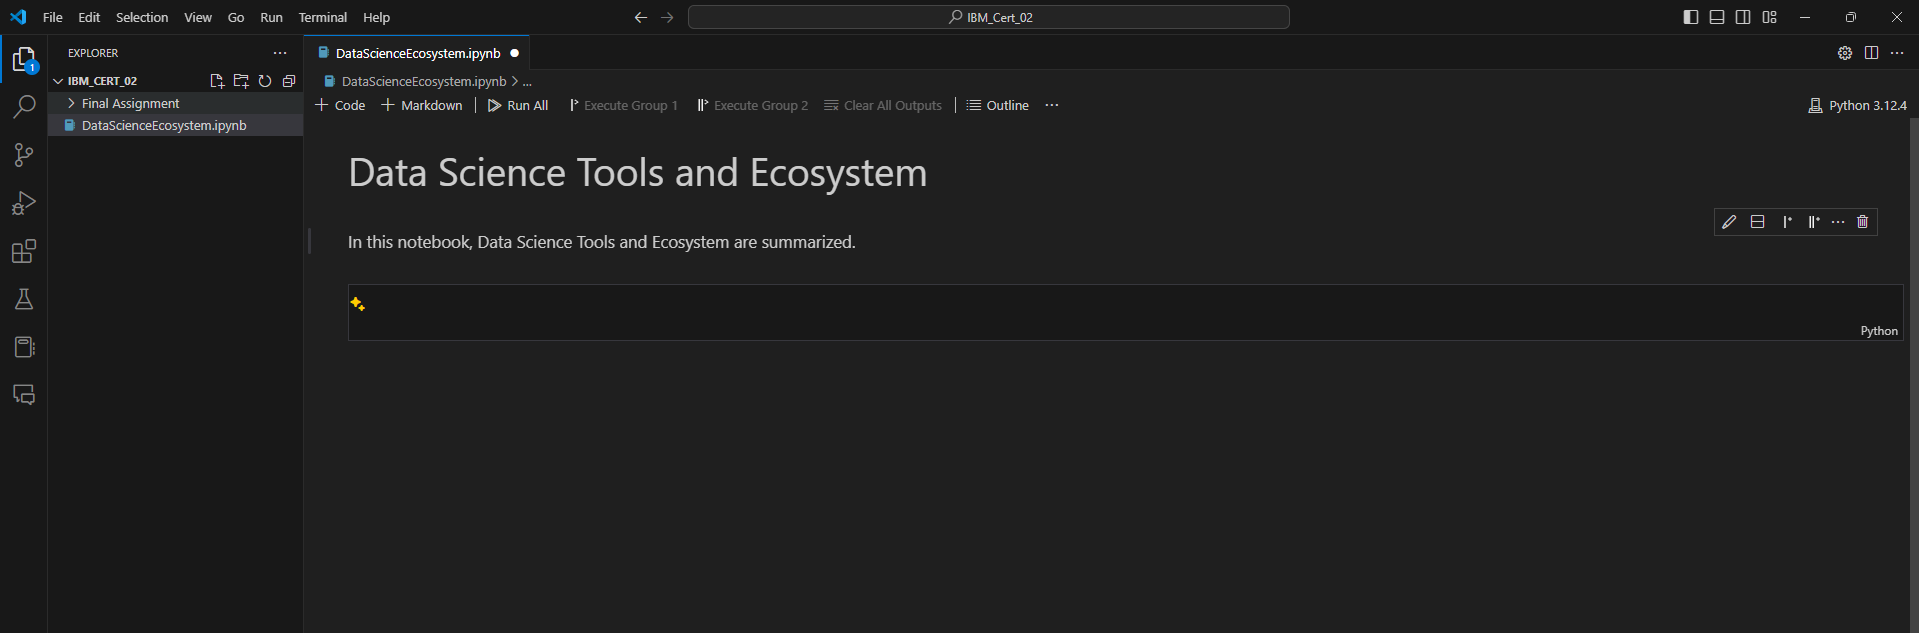 File Edit Selection View Go Run Terminal Help IBM_Cert_02
EXPLORER
DataScienceEcosystem.ipynb
1
IBM_CERT_02
DataScienceEcosystem.ipynb > ...
Final Assignment
Code Markdown Run All Execute Group 1 Execute Group 2 Clear All Outputs Outline ... Python 3.12.4
DataScienceEcosystem.ipynb
Data Science Tools and Ecosystem
In this notebook, Data Science Tools and Ecosystem are summarized.
Python